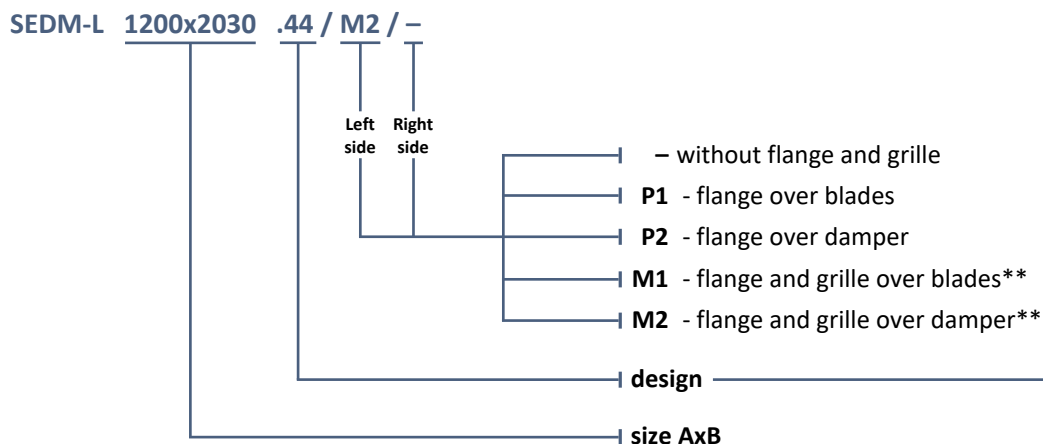 SEDM-L 1200x2030 .44 / M2 / –
Left side
Right side
– without flange and grille
P1 - flange over blades
P2 - flange over damper
M1 - flange and grille over blades**
M2 - flange and grille over damper**
design
size AxB